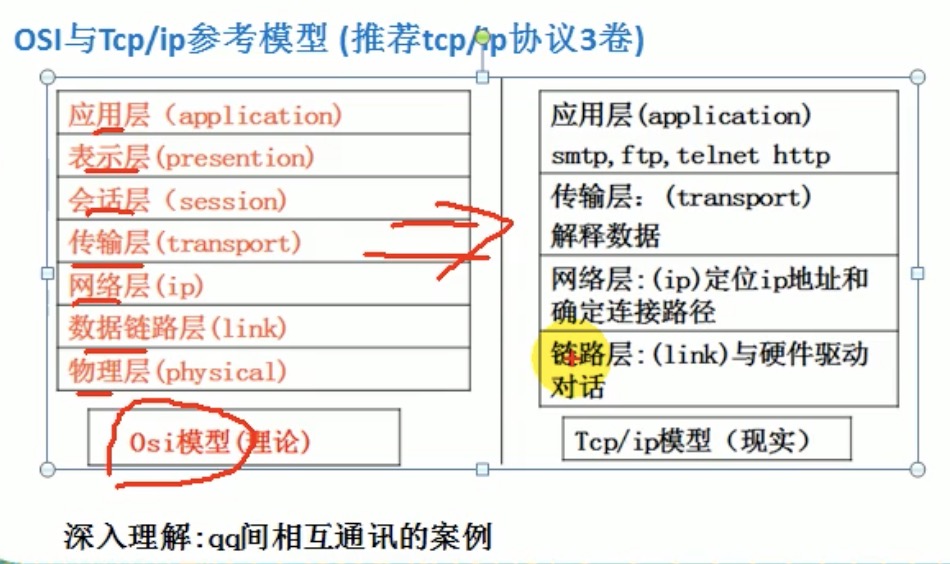 OSI与Tcp/ip参考模型 (推荐tcp/ip协议3卷)
应用层（application)
表示层(presention)
会话层（session)
传输层(transport)
网络层(ip)
数据链路层(link)
物理层(physical)
Osi模型(理论)
应用层(application)
smtp,ftp,telnet http
传输层：(transport)
解释数据
网络层:(ip)定位ip地址和
确定连接路径
链路层:(link)与硬件驱动
对话
Tcp/ip模型（现实）
深入理解:qq间相互通讯的案例